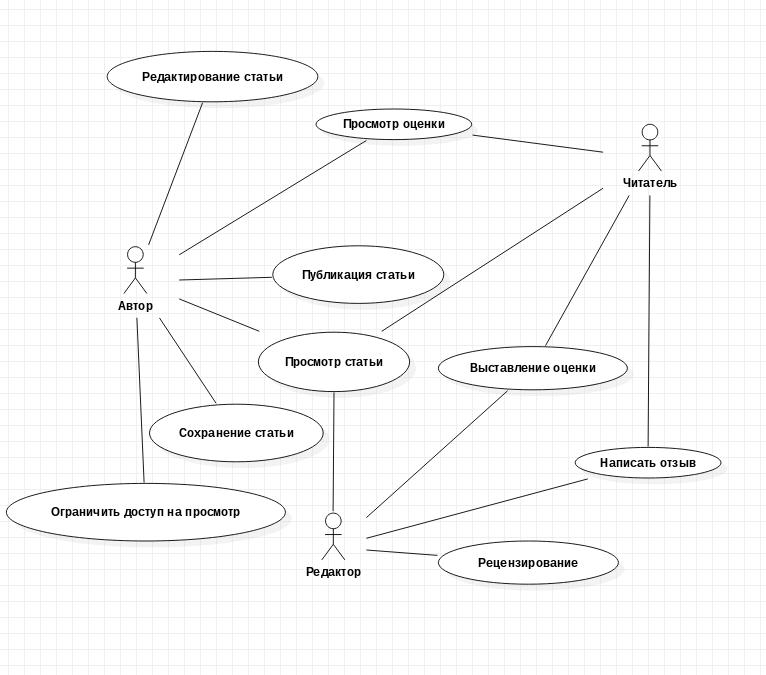 Редактирование статьи
Просмотр оценки
Читатель
Публикация статьи
Автор
Просмотр статьи
Выставление оценки
Сохранение статьи
Написать отзыв
Ограничить доступ на просмотр
Рецензирование
Редактор